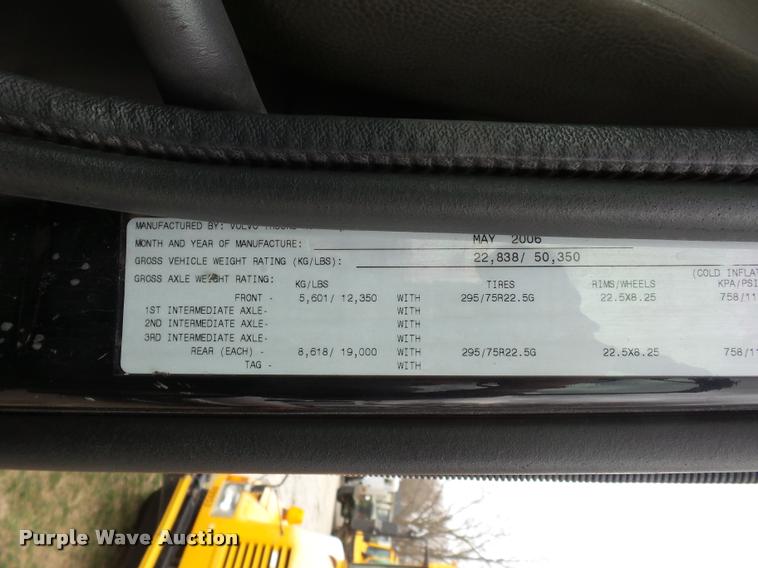 MANUFACTURED BY: VOLVO TRUCKS
MONTH AND YEAR OF MANUFACTURE: MAY 2006
GROSS VEHICLE WEIGHT RATING (KG/LBS): 22,838/ 50,350
(COLD INFLAT
GROSS AXLE WEIGHT RATING: KG/LBS TIRES RIMS/WHEELS KPA/PSI
FRONT - 5,601/ 12,350 WITH 295/75R22.5G 22.5X8.25 758/11
1ST INTERMEDIATE AXLE- WITH
2ND INTERMEDIATE AXLE- WITH
3RD INTERMEDIATE AXLE- WITH
REAR (EACH) - 8,618/ 19,000 WITH 295/75R22.5G 22.5X8.25 758/11
TAG - WITH
Purple Wave Auction